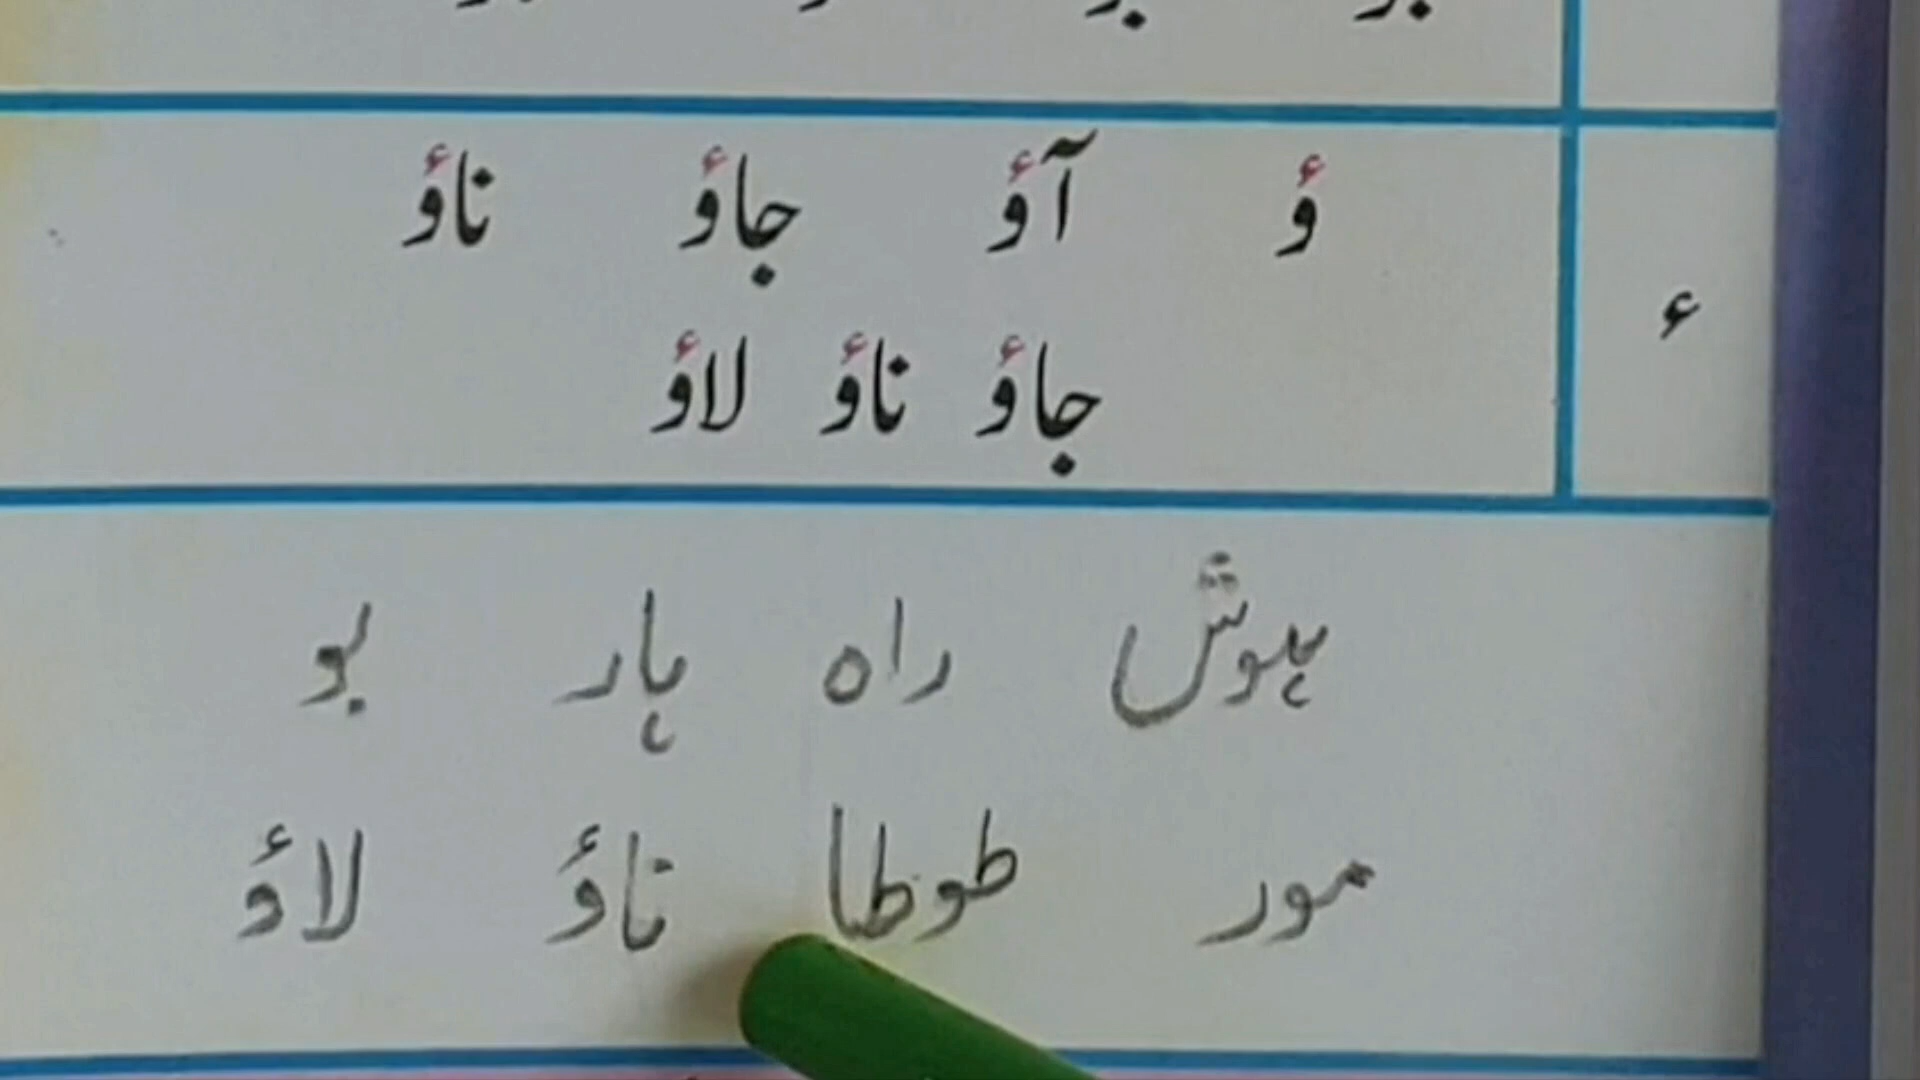 ء
ؤ آؤ جاؤ ناؤ
جاؤ ناؤ لاؤ
ہوش راہ ہار بو
مور طوطا ناؤ لاؤ